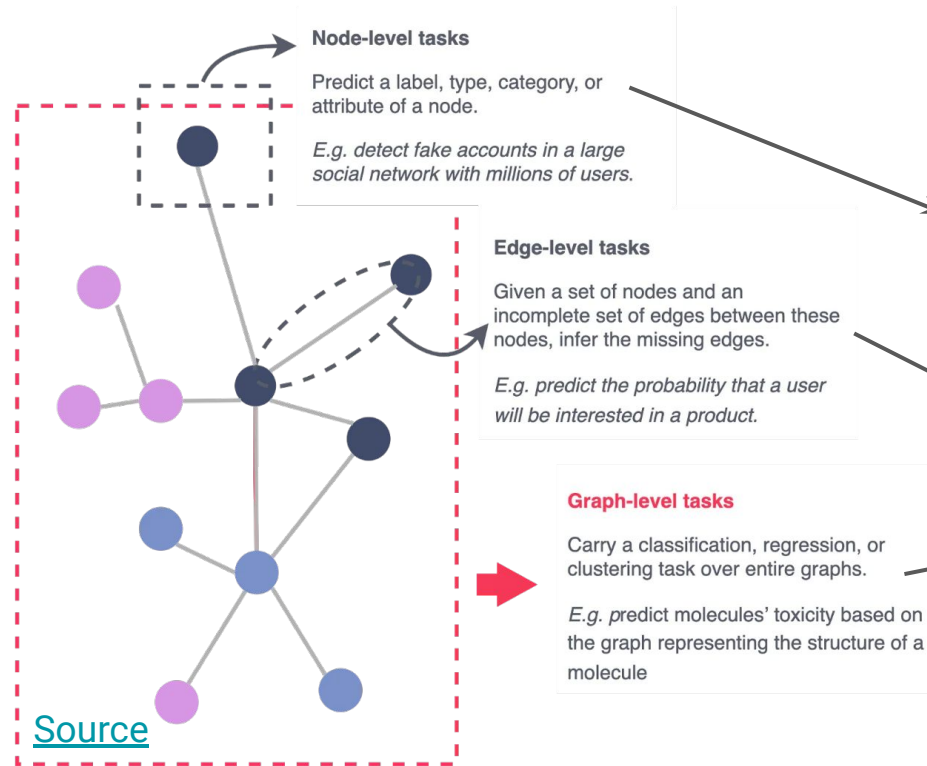 Node-level tasks
Predict a label, type, category, or
attribute of a node.
E.g. detect fake accounts in a large
social network with millions of users.
Edge-level tasks
Given a set of nodes and an
incomplete set of edges between these
nodes, infer the missing edges.
E.g. predict the probability that a user
will be interested in a product.
Graph-level tasks
Carry a classification, regression, or
clustering task over entire graphs.
E.g. predict molecules' toxicity based on
the graph representing the structure of a
molecule
Source